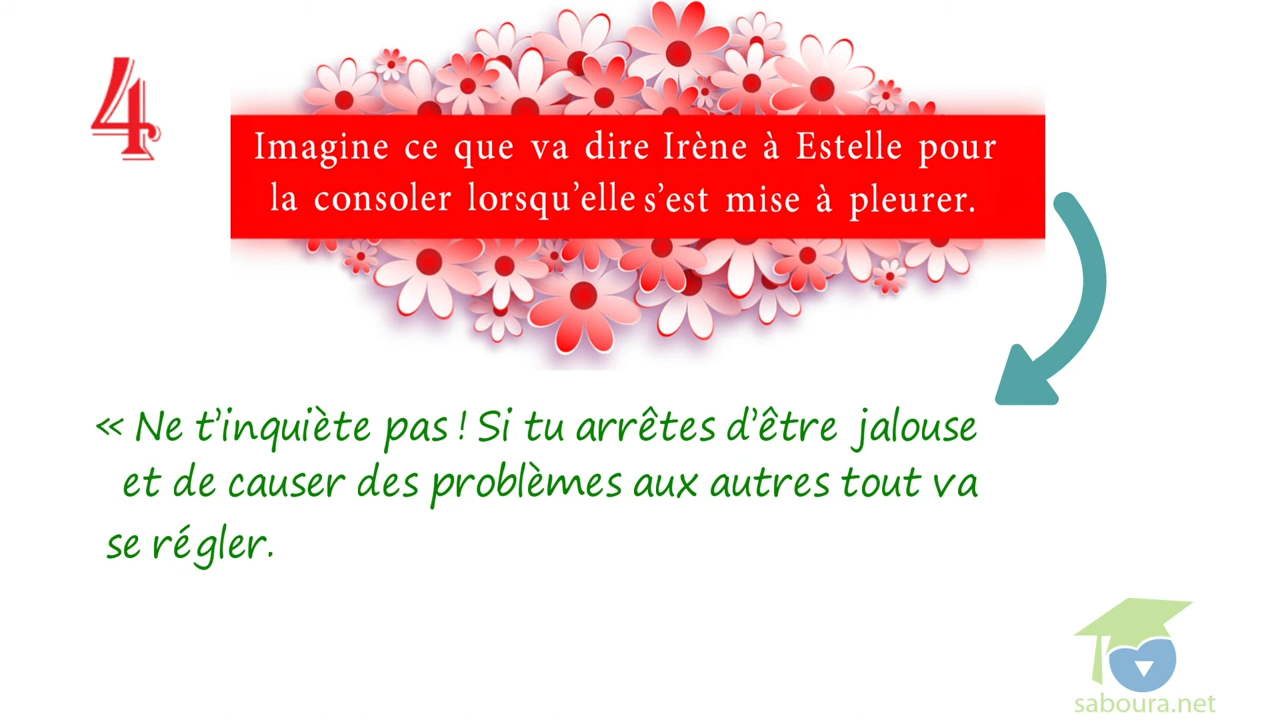 4
Imagine ce que va dire Irène à Estelle pour
la consoler lorsqu'elle s'est mise à pleurer.
« Ne t'inquiète pas ! Si tu arrêtes d'être jalouse
et de causer des problèmes aux autres tout va
se régler.
saboura.net